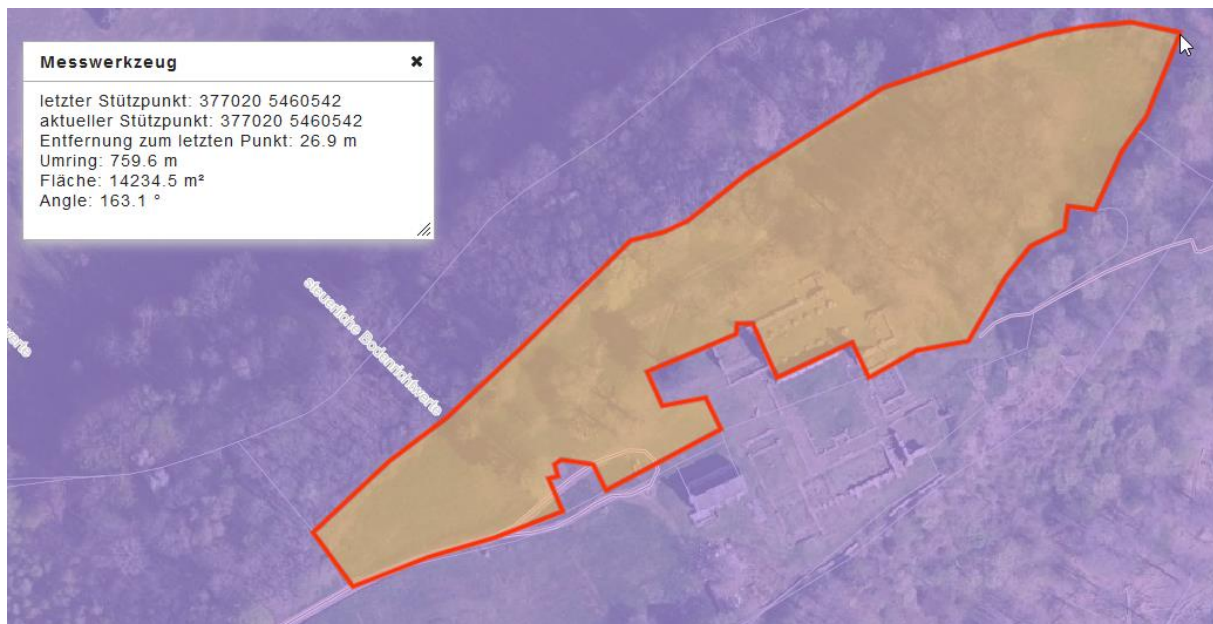 Messwerkzeug
letzter Stützpunkt: 377020 5460542
aktueller Stützpunkt: 377020 5460542
Entfernung zum letzten Punkt: 26.9 m
Umring: 759.6 m
Fläche: 14234.5 m²
Angle: 163.1 °
steuerliche Bodenrichtwerte